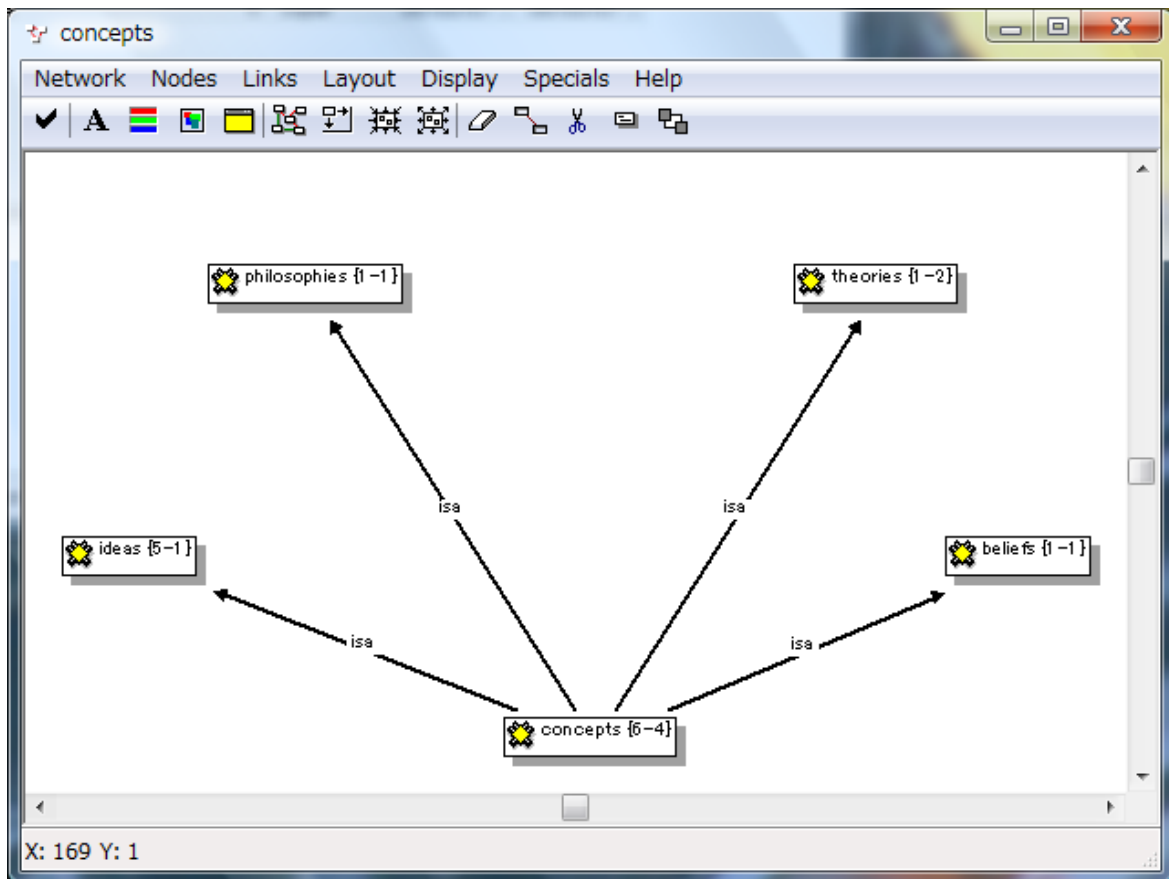 concepts
Network Nodes Links Layout Display Specials Help
A
philosophies {1-1}
theories {1-2}
isa
isa
ideas {5-1}
beliefs {1-1}
isa
isa
concepts {6-4}
X: 169 Y: 1